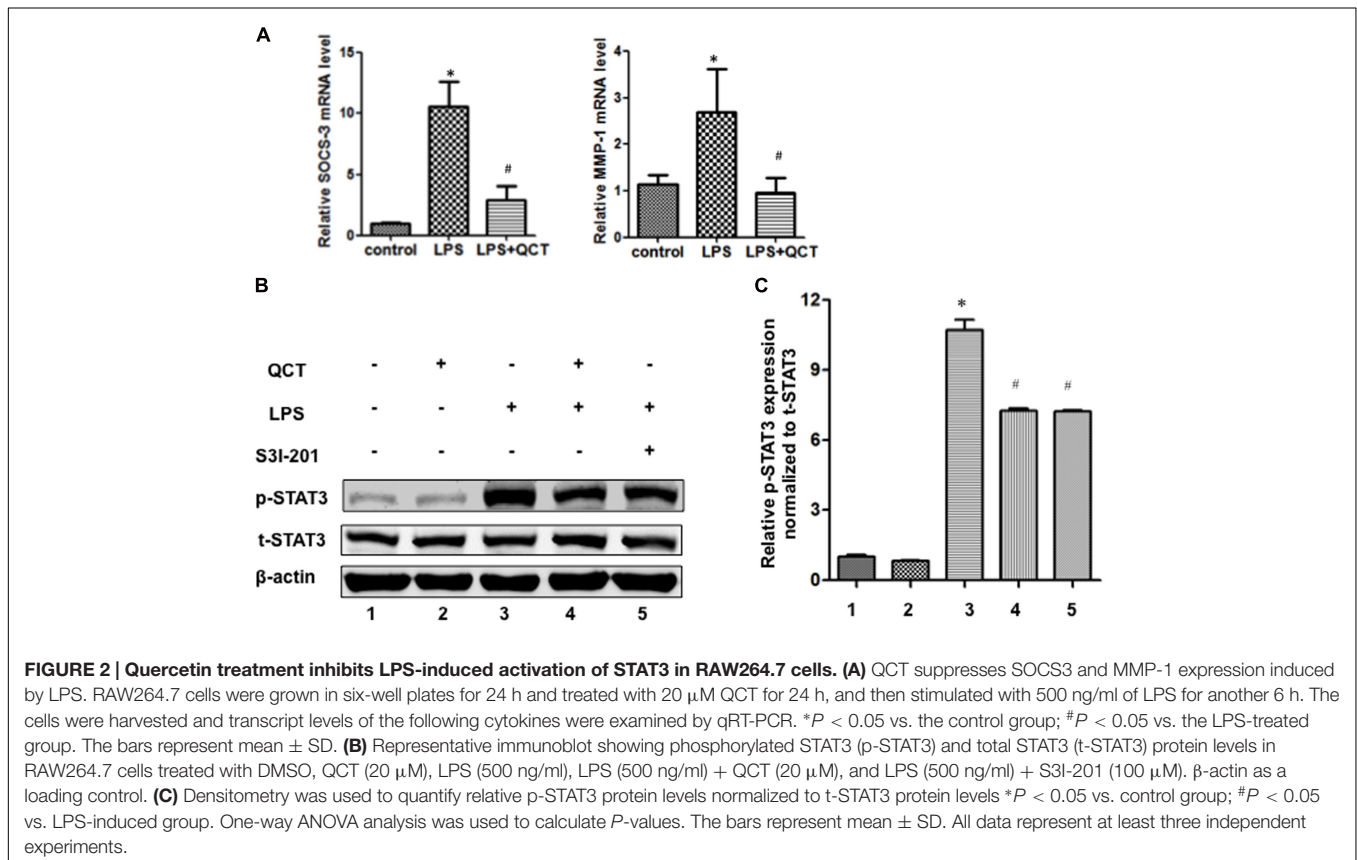 A
Relative SOCS-3 mRNA level
15
10
5
0
*
#
control LPS LPS+QCT
Relative MMP-1 mRNA level
4
3
2
1
0
*
#
control LPS LPS+QCT
B
QCT - + - + -
LPS - - + + +
S3I-201 - - - - +
p-STAT3
t-STAT3
β-actin
1 2 3 4 5
C
Relative p-STAT3 expression
normalized to t-STAT3
12
9
6
3
0
*
#
#
1 2 3 4 5
FIGURE 2 | Quercetin treatment inhibits LPS-induced activation of STAT3 in RAW264.7 cells. (A) QCT suppresses SOCS3 and MMP-1 expression induced
by LPS. RAW264.7 cells were grown in six-well plates for 24 h and treated with 20 μM QCT for 24 h, and then stimulated with 500 ng/ml of LPS for another 6 h. The
cells were harvested and transcript levels of the following cytokines were examined by qRT-PCR. *P < 0.05 vs. the control group; #P < 0.05 vs. the LPS-treated
group. The bars represent mean ± SD. (B) Representative immunoblot showing phosphorylated STAT3 (p-STAT3) and total STAT3 (t-STAT3) protein levels in
RAW264.7 cells treated with DMSO, QCT (20 μM), LPS (500 ng/ml), LPS (500 ng/ml) + QCT (20 μM), and LPS (500 ng/ml) + S3I-201 (100 μM). β-actin as a
loading control. (C) Densitometry was used to quantify relative p-STAT3 protein levels normalized to t-STAT3 protein levels *P < 0.05 vs. control group; #P < 0.05
vs. LPS-induced group. One-way ANOVA analysis was used to calculate P-values. The bars represent mean ± SD. All data represent at least three independent
experiments.